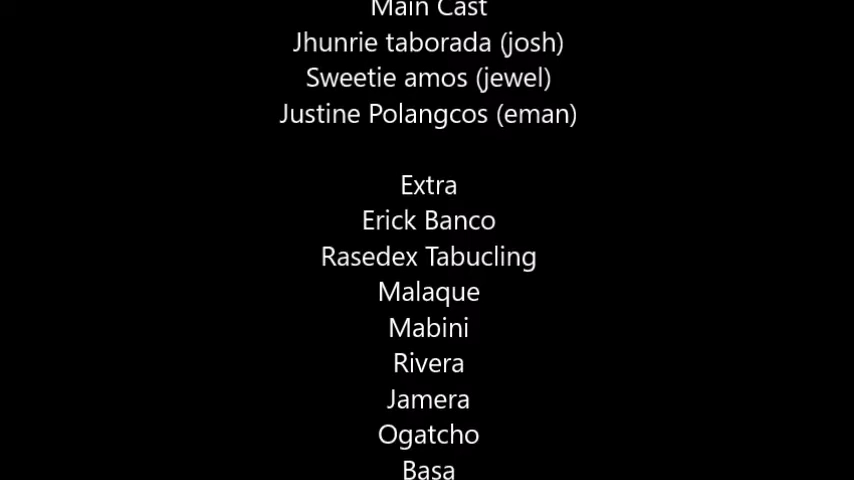 Main Cast
Jhunrie taborada (josh)
Sweetie amos (jewel)
Justine Polangcos (eman)
Extra
Erick Banco
Rasedex Tabucling
Malaque
Mabini
Rivera
Jamera
Ogatcho
Basa